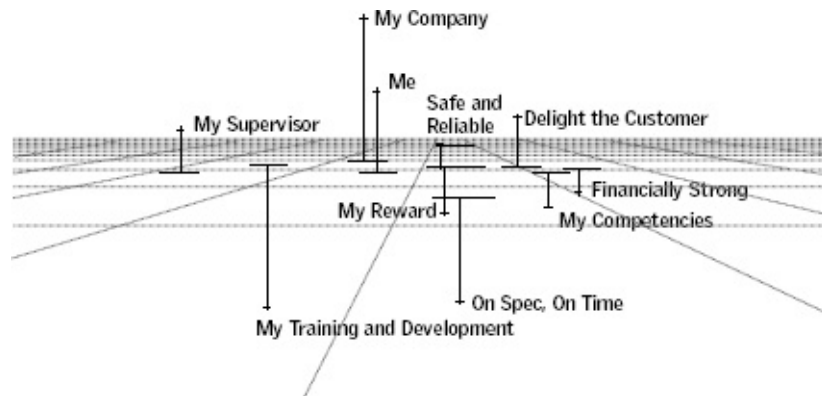 My Company
Me
Safe and
Reliable
Delight the Customer
My Supervisor
Financially Strong
My Reward
My Competencies
On Spec, On Time
My Training and Development